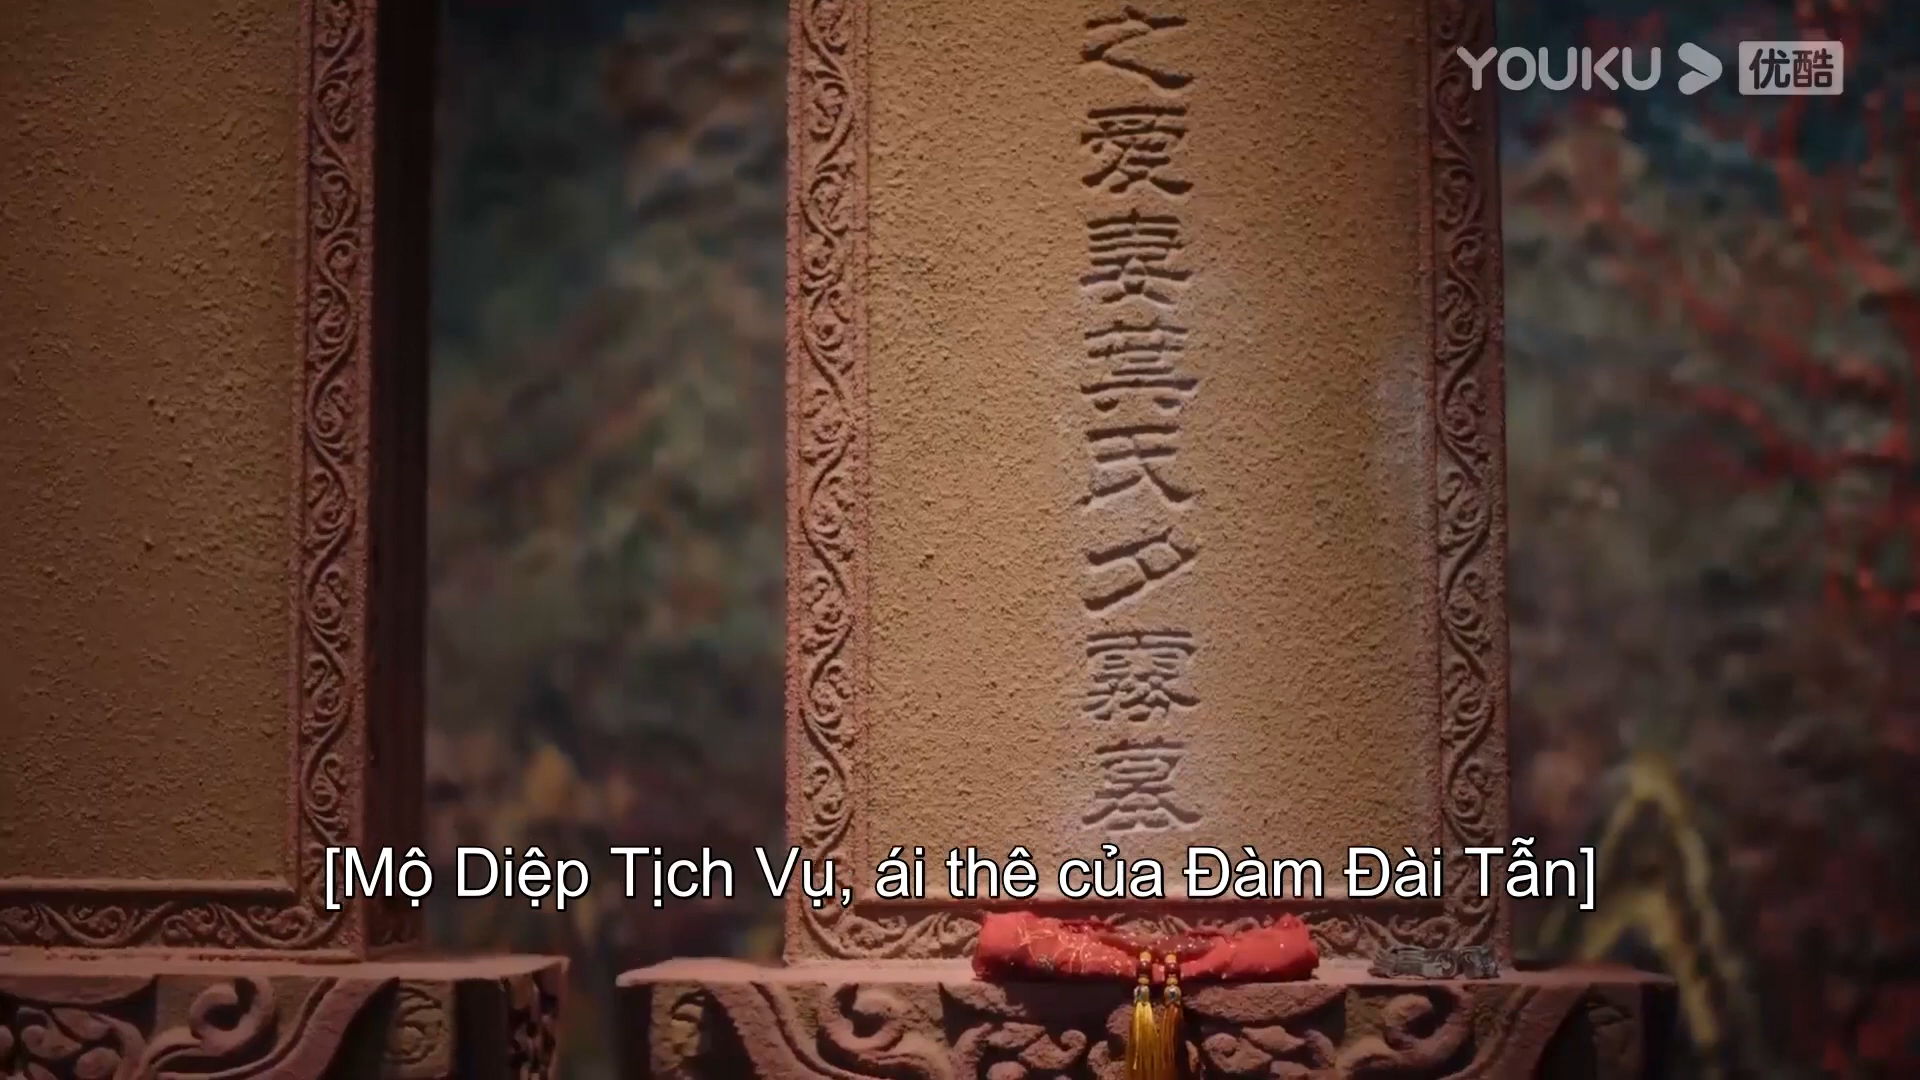 YOUKU 优酷
之愛妻葉氏夕霧墓
[Mộ Diệp Tịch Vụ, ái thê của Đàm Đài Tẫn]